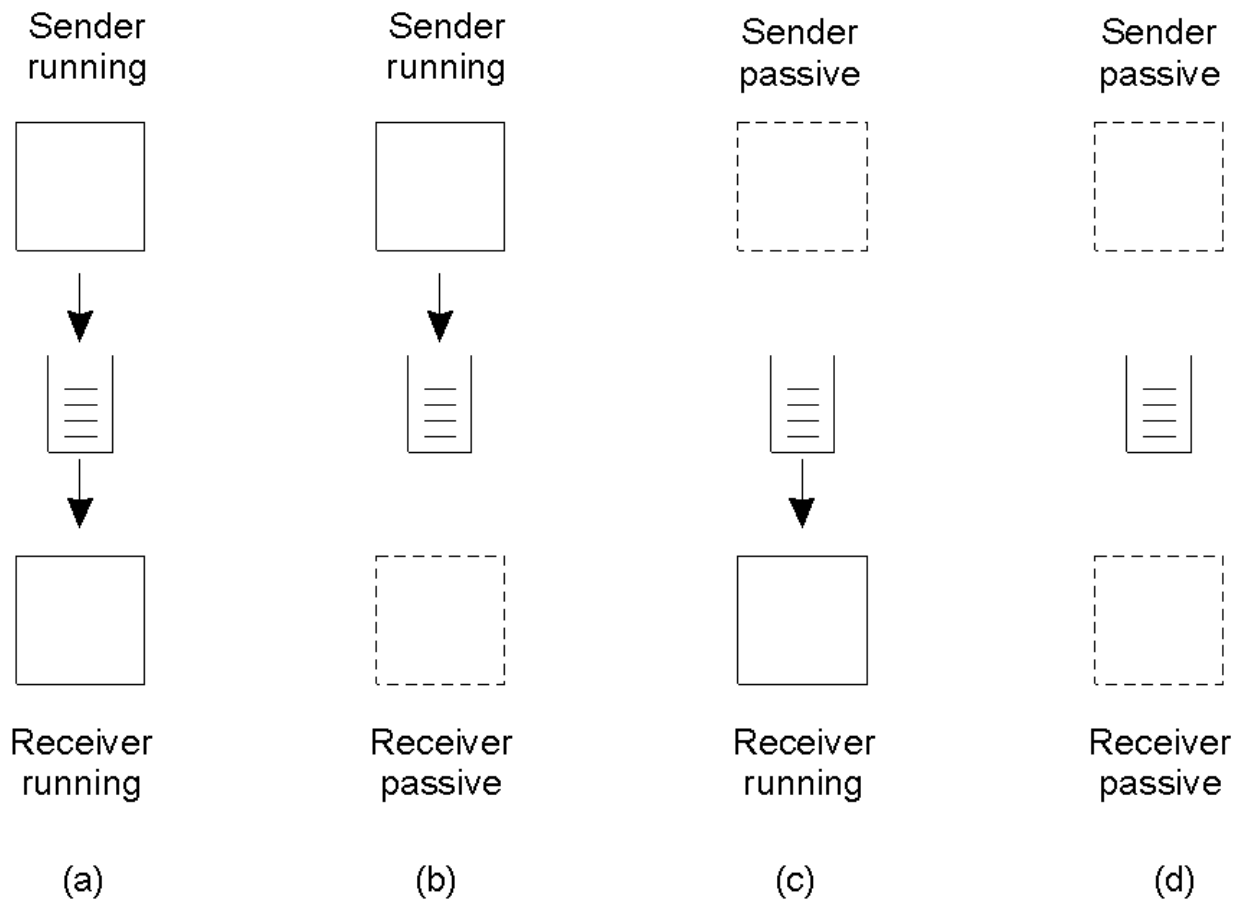 Sender
running
Sender
running
Sender
passive
Sender
passive
Receiver
running
Receiver
passive
Receiver
running
Receiver
passive
(a)
(b)
(c)
(d)